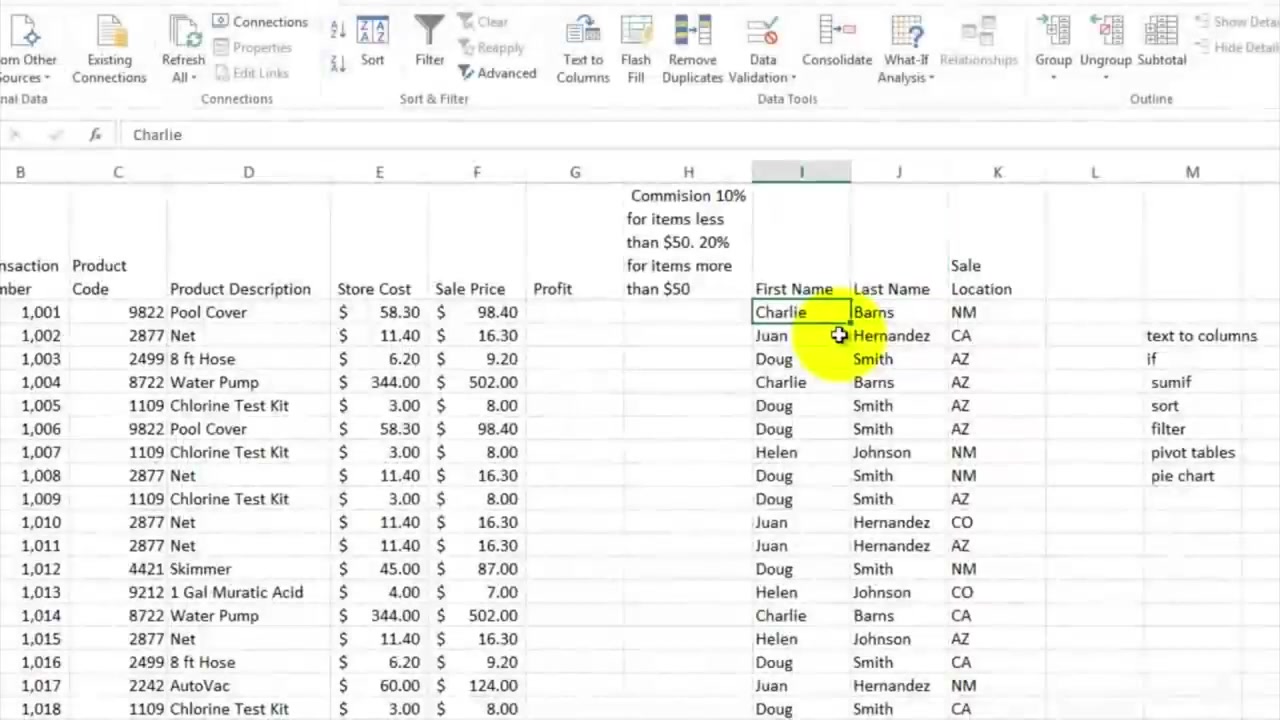 Connections
Properties
Edit Links
om Other
Sources
Existing
Connections
Refresh
All
Sort
Filter
Clear
Reapply
Advanced
Text to
Columns
Flash
Fill
Remove
Duplicates
Data
Validation
Consolidate
What-If
Analysis
Relationships
Group
Ungroup
Subtotal
Show Deta
Hide Detail
nal Data
Connections
Sort & Filter
Data Tools
Outline
fx Charlie
B C D E F G H I J K L M
Commision 10%
for items less
than $50. 20%
nsaction Product for items more Sale
mber Code Product Description Store Cost Sale Price Profit than $50 First Name Last Name Location
1,001 9822 Pool Cover $ 58.30 $ 98.40 Charlie Barns NM
1,002 2877 Net $ 11.40 $ 16.30 Juan Hernandez CA text to columns
1,003 2499 8 ft Hose $ 6.20 $ 9.20 Doug Smith AZ if
1,004 8722 Water Pump $ 344.00 $ 502.00 Charlie Barns AZ sumif
1,005 1109 Chlorine Test Kit $ 3.00 $ 8.00 Doug Smith AZ sort
1,006 9822 Pool Cover $ 58.30 $ 98.40 Doug Smith AZ filter
1,007 1109 Chlorine Test Kit $ 3.00 $ 8.00 Helen Johnson NM pivot tables
1,008 2877 Net $ 11.40 $ 16.30 Doug Smith NM pie chart
1,009 1109 Chlorine Test Kit $ 3.00 $ 8.00 Doug Smith AZ
1,010 2877 Net $ 11.40 $ 16.30 Juan Hernandez CO
1,011 2877 Net $ 11.40 $ 16.30 Juan Hernandez AZ
1,012 4421 Skimmer $ 45.00 $ 87.00 Doug Smith NM
1,013 9212 1 Gal Muratic Acid $ 4.00 $ 7.00 Helen Johnson CO
1,014 8722 Water Pump $ 344.00 $ 502.00 Charlie Barns CA
1,015 2877 Net $ 11.40 $ 16.30 Helen Johnson AZ
1,016 2499 8 ft Hose $ 6.20 $ 9.20 Doug Smith CA
1,017 2242 AutoVac $ 60.00 $ 124.00 Juan Hernandez NM
1,018 1109 Chlorine Test Kit $ 3.00 $ 8.00 Doug Smith CA